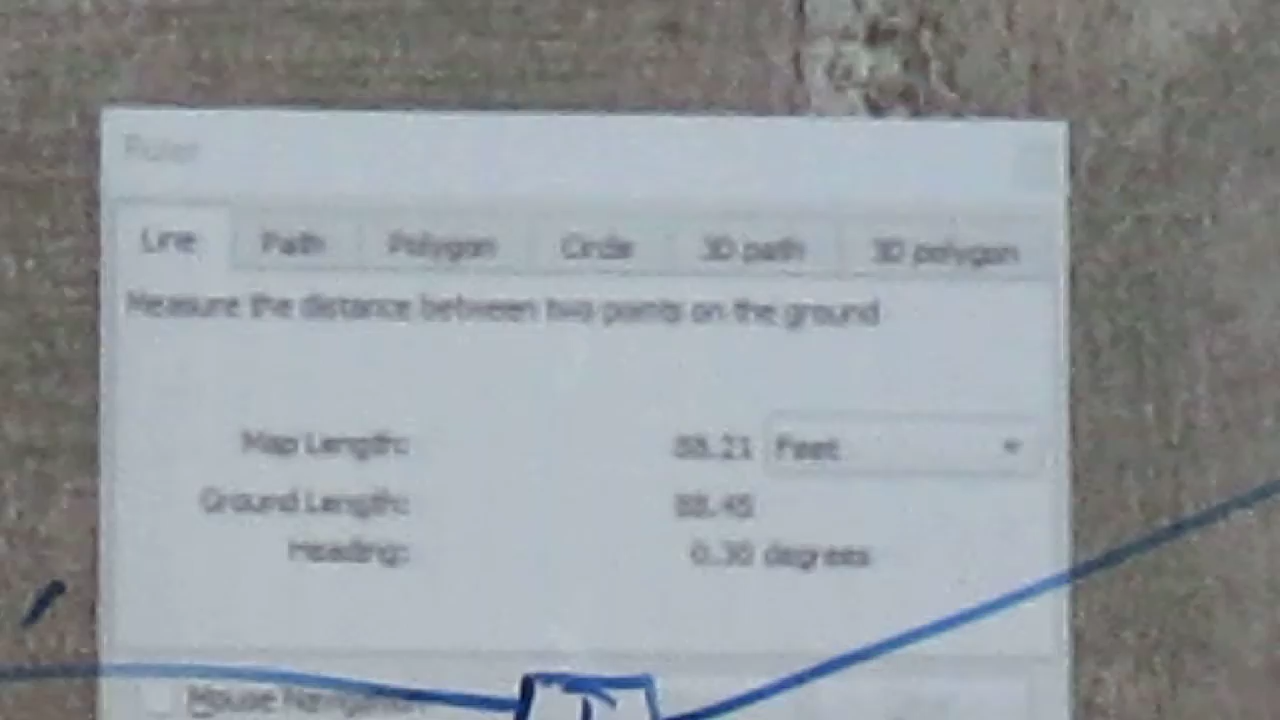 Ruler
Line Path Polygon Circle 3D path 3D polygon
Measure the distance between two points on the ground
Map Length: 88.21 Feet
Ground Length: 88.45
Heading: 0.30 degrees
Mouse Navigation